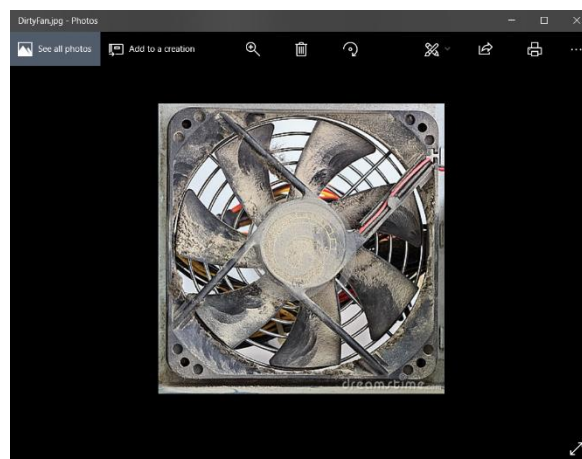 DirtyFan.jpg - Photos
See all photos
Add to a creation
dreamstime